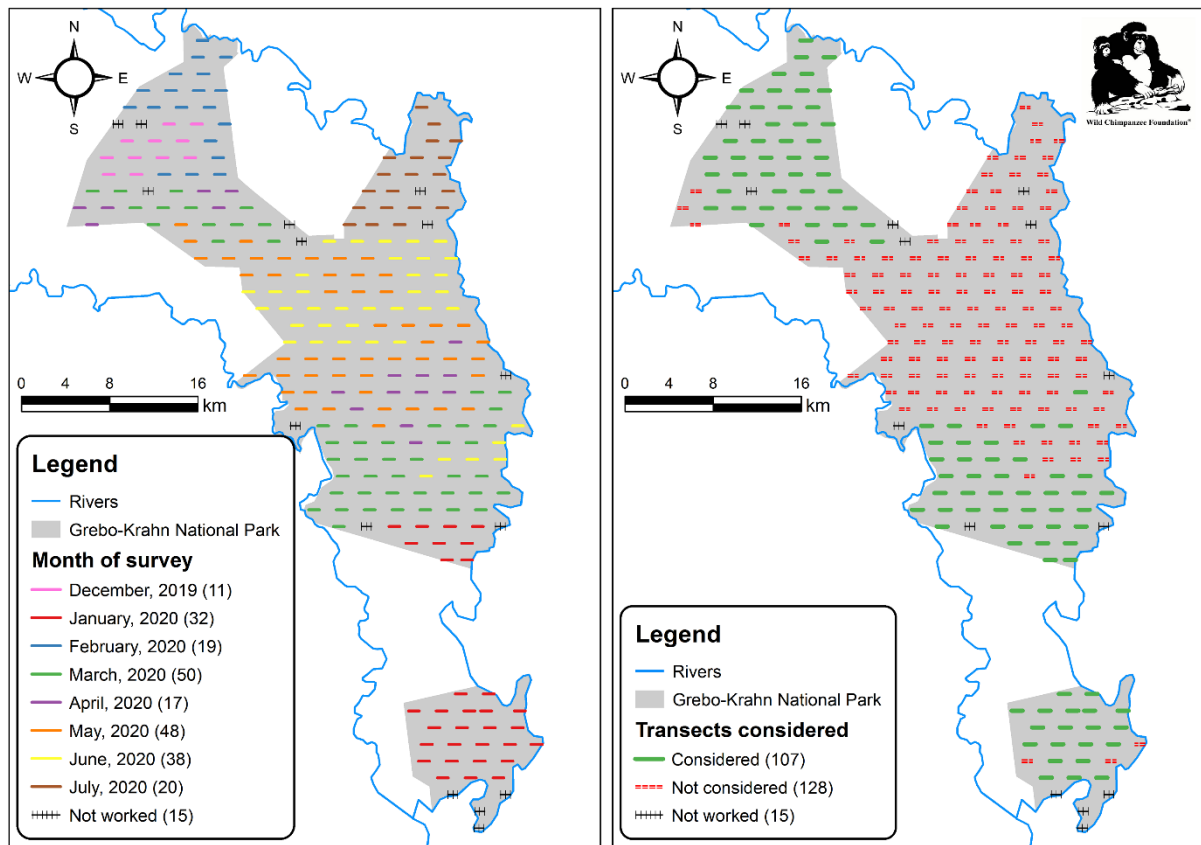 N
W E
S
0 4 8 16
km
Legend
Rivers
Grebo-Krahn National Park
Month of survey
December, 2019 (11)
January, 2020 (32)
February, 2020 (19)
March, 2020 (50)
April, 2020 (17)
May, 2020 (48)
June, 2020 (38)
July, 2020 (20)
Not worked (15)
N
W E
S
Wild Chimpanzee Foundation®
0 4 8 16
km
Legend
Rivers
Grebo-Krahn National Park
Transects considered
Considered (107)
Not considered (128)
Not worked (15)